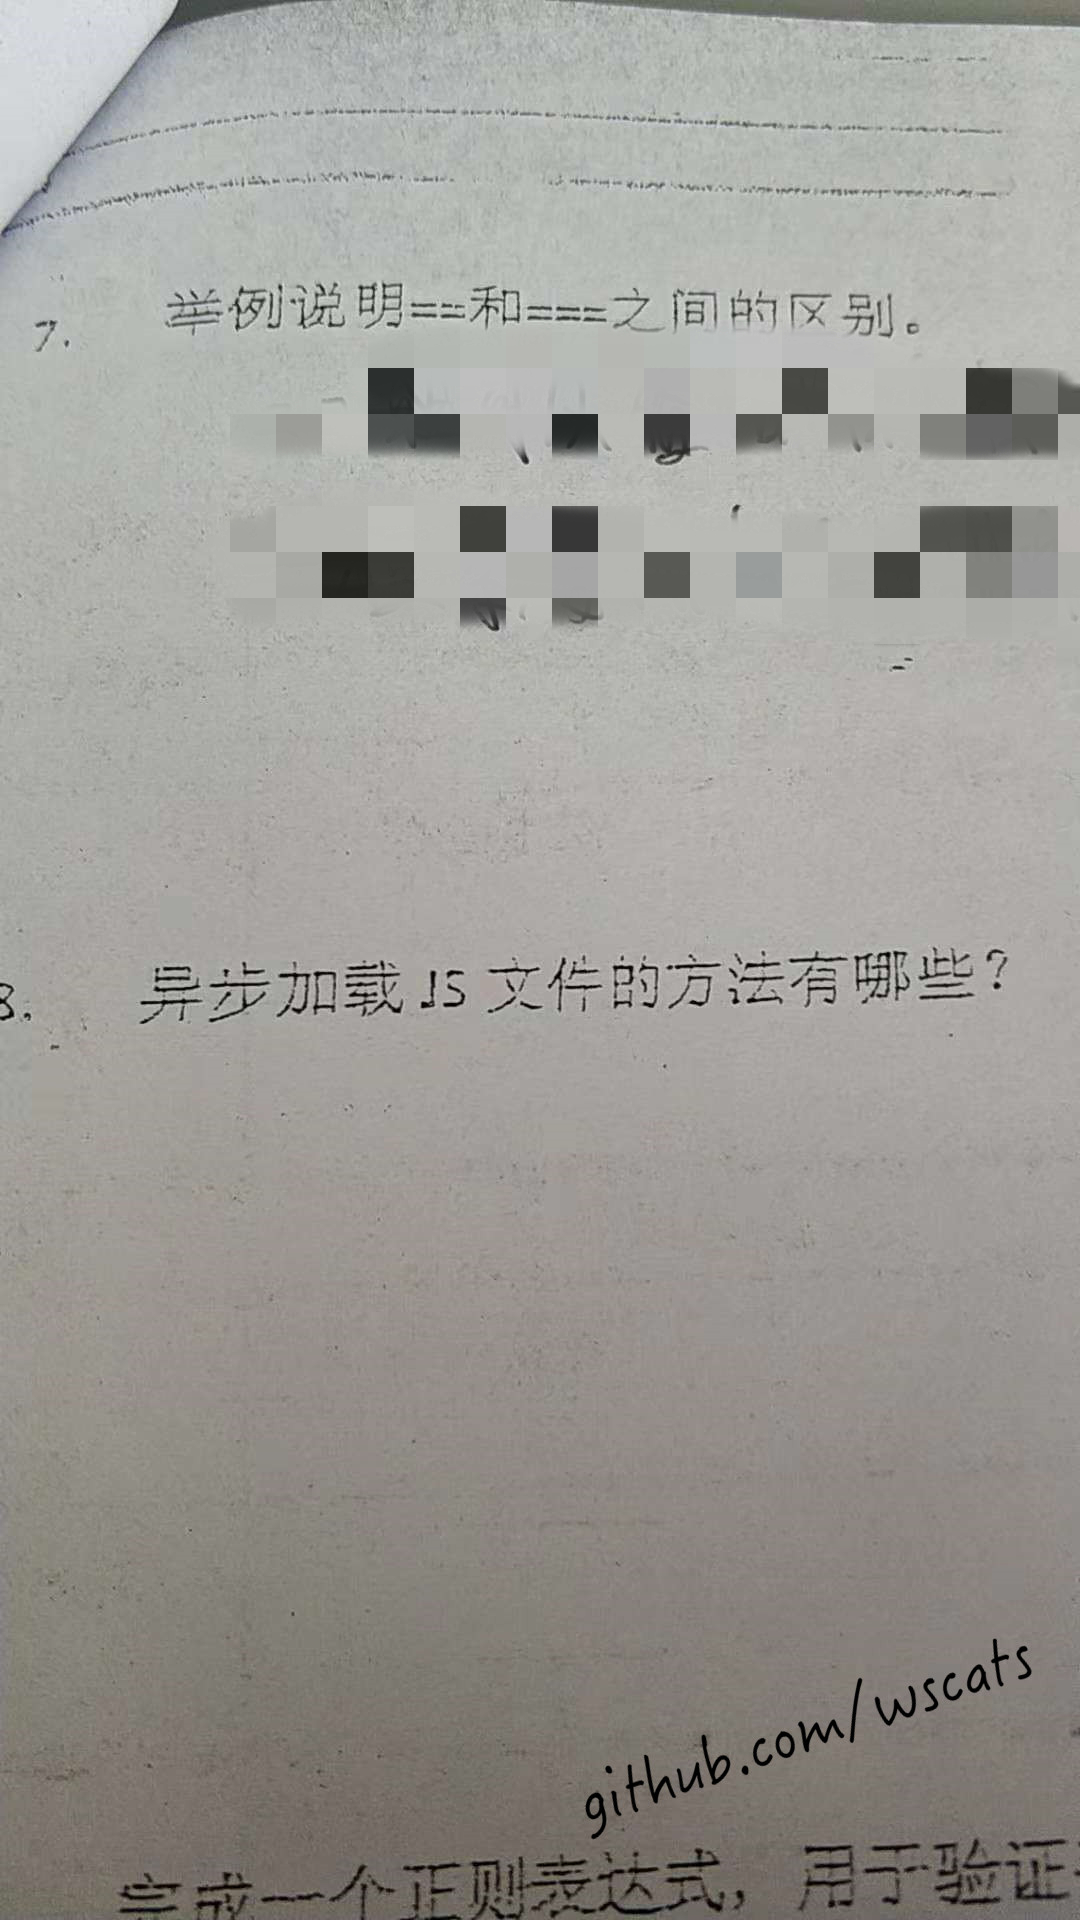 7. 举例说明==和===之间的区别。
8. 异步加载 JS 文件的方法有哪些?
一个正则表达式，用于验证
github.com/wscats